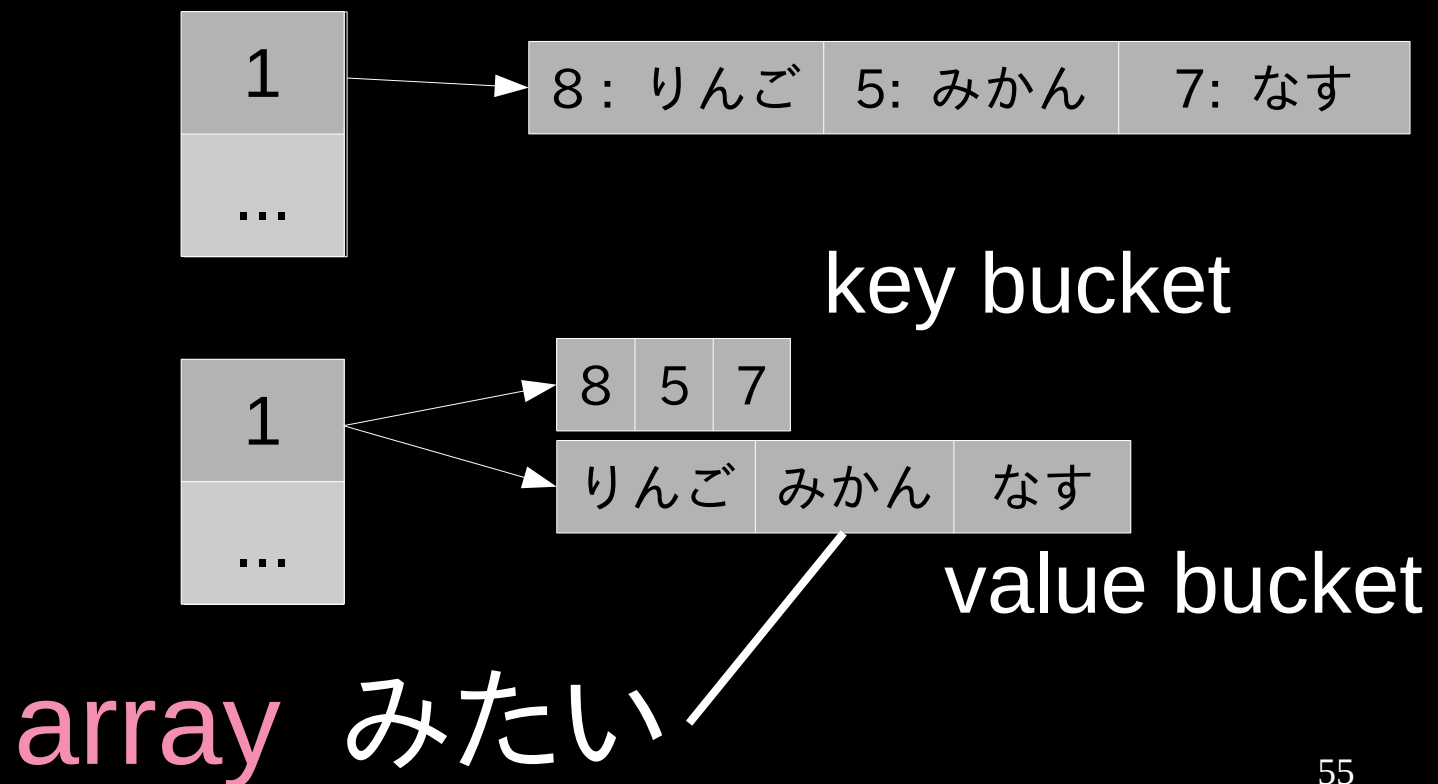 1
8 : りんご 5: みかん 7: なす
...
key bucket
1
8 5 7
りんご みかん なす
...
value bucket
array みたい
55